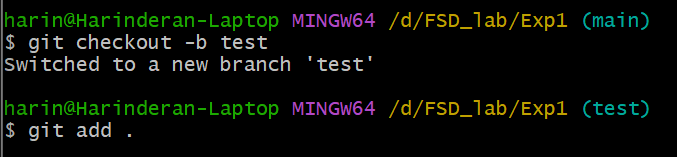 harin@Harinderan-Laptop MINGW64 /d/FSD_lab/Exp1 (main)
$ git checkout -b test
Switched to a new branch 'test'
harin@Harinderan-Laptop MINGW64 /d/FSD_lab/Exp1 (test)
$ git add .